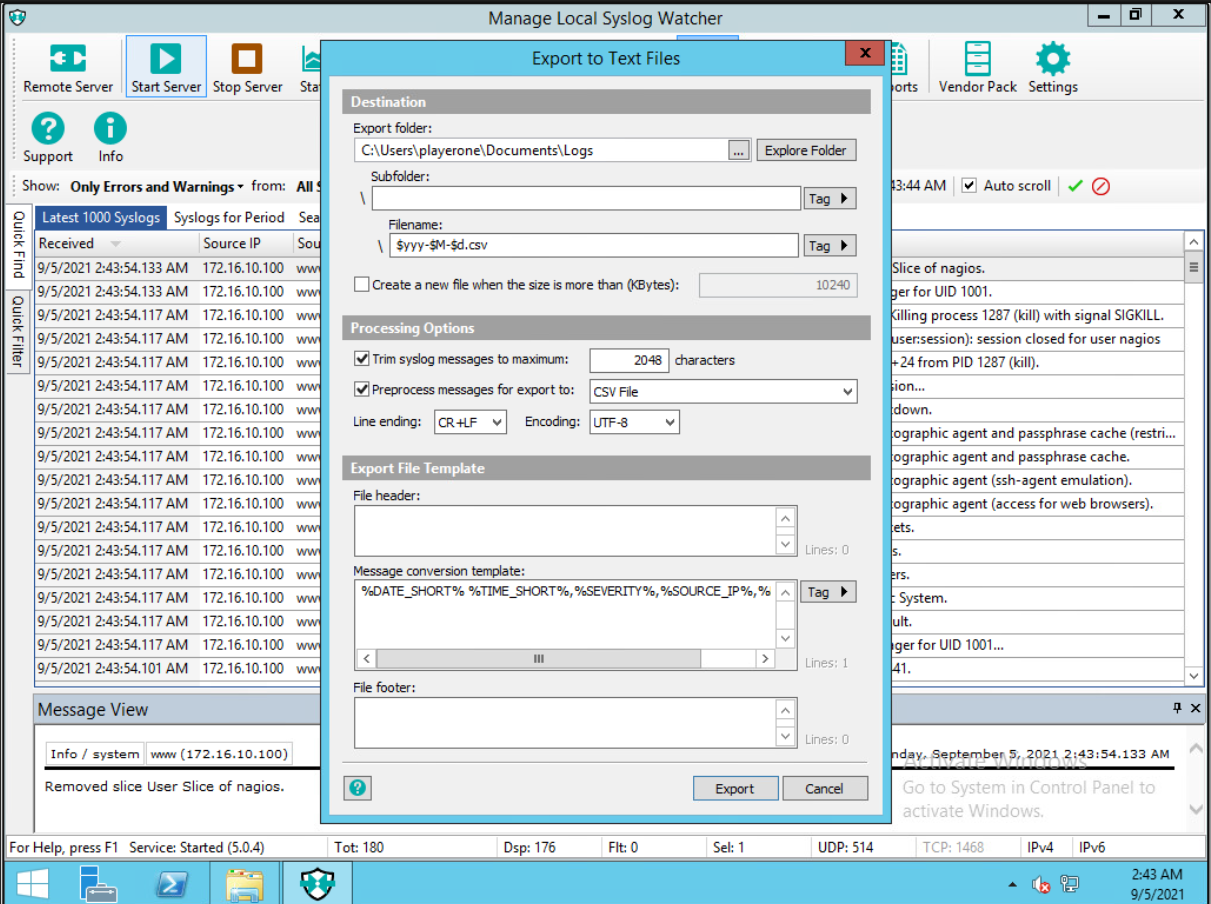 Manage Local Syslog Watcher
Remote Server Start Server Stop Server Vendor Pack Settings
Support Info
Show: Only Errors and Warnings from: All 43:44 AM Auto scroll
Quick Find
Quick Filter
Latest 1000 Syslogs Syslogs for Period
Received Source IP
9/5/2021 2:43:54.133 AM 172.16.10.100 Slice of nagios.
9/5/2021 2:43:54.133 AM 172.16.10.100 ger for UID 1001.
9/5/2021 2:43:54.117 AM 172.16.10.100 Killing process 1287 (kill) with signal SIGKILL.
9/5/2021 2:43:54.117 AM 172.16.10.100 user:session): session closed for user nagios
9/5/2021 2:43:54.117 AM 172.16.10.100 +24 from PID 1287 (kill).
9/5/2021 2:43:54.117 AM 172.16.10.100 sion...
9/5/2021 2:43:54.117 AM 172.16.10.100 tdown.
9/5/2021 2:43:54.117 AM 172.16.10.100 tographic agent and passphrase cache (restri...
9/5/2021 2:43:54.117 AM 172.16.10.100 tographic agent and passphrase cache.
9/5/2021 2:43:54.117 AM 172.16.10.100 tographic agent (ssh-agent emulation).
9/5/2021 2:43:54.117 AM 172.16.10.100 tographic agent (access for web browsers).
9/5/2021 2:43:54.117 AM 172.16.10.100 ets.
9/5/2021 2:43:54.117 AM 172.16.10.100 s.
9/5/2021 2:43:54.117 AM 172.16.10.100 ers.
9/5/2021 2:43:54.117 AM 172.16.10.100 System.
9/5/2021 2:43:54.117 AM 172.16.10.100 ult.
9/5/2021 2:43:54.117 AM 172.16.10.100 ger for UID 1001...
9/5/2021 2:43:54.101 AM 172.16.10.100 41.
Export to Text Files
Destination
Export folder:
C:\Users\playerone\Documents\Logs ... Explore Folder
Subfolder:
\ Tag
Filename:
\ $yyy-$M-$d.csv Tag
Create a new file when the size is more than (KBytes): 10240
Processing Options
Trim syslog messages to maximum: 2048 characters
Preprocess messages for export to: CSV File
Line ending: CR+LF Encoding: UTF-8
Export File Template
File header:
Lines: 0
Message conversion template:
%DATE_SHORT% %TIME_SHORT%,%SEVERITY%,%SOURCE_IP%,% Tag
Lines: 1
File footer:
Lines: 0
Export Cancel
Message View
Info / system www (172.16.10.100) nday, September 5, 2021 2:43:54.133 AM
Removed slice User Slice of nagios.
Activate Windows
Go to System in Control Panel to
activate Windows.
For Help, press F1 Service: Started (5.0.4) Tot: 180 Dsp: 176 Flt: 0 Sel: 1 UDP: 514 TCP: 1468 IPv4 IPv6
2:43 AM
9/5/2021